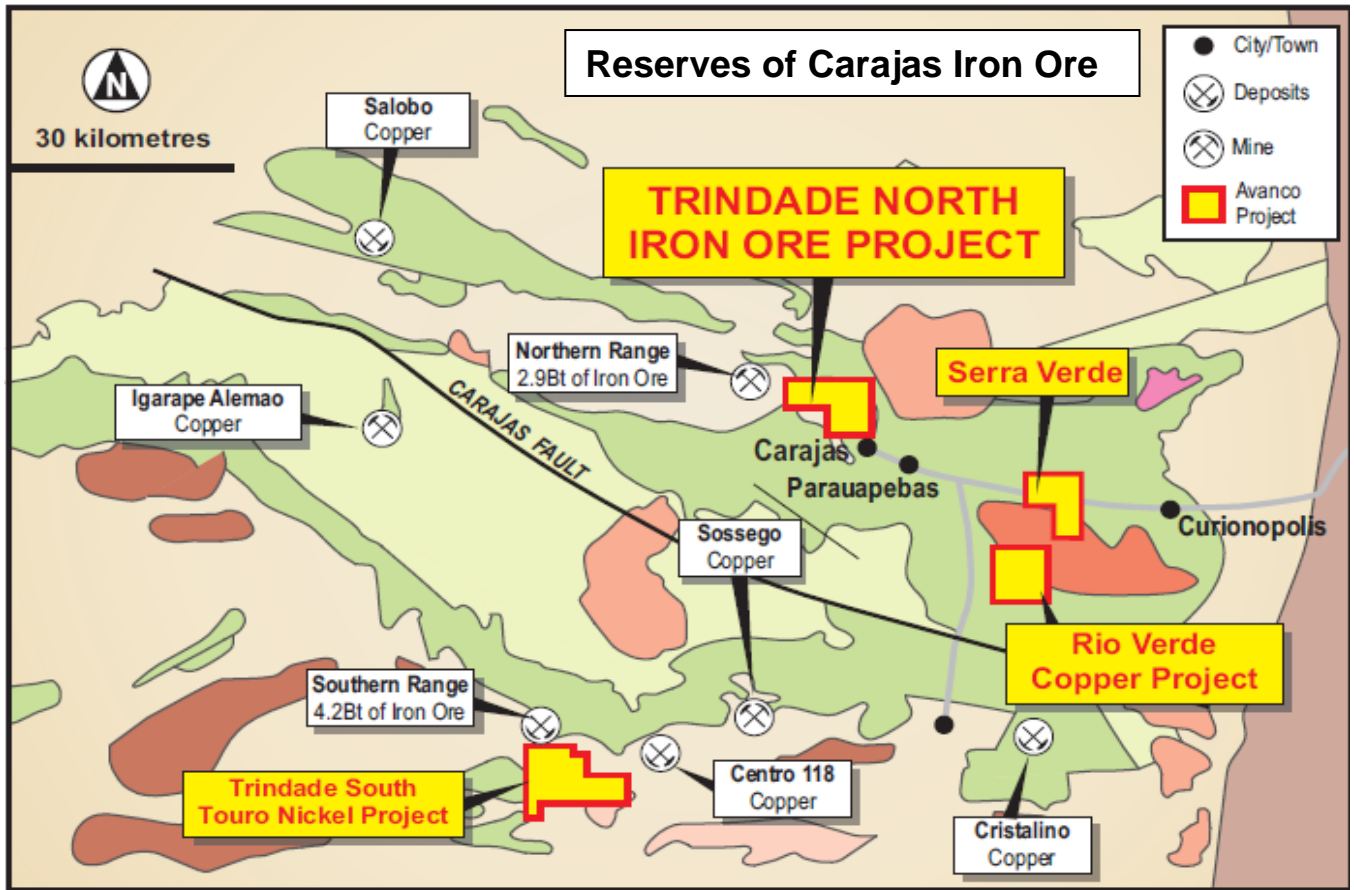 Reserves of Carajas Iron Ore
N
30 kilometres
City/Town
Deposits
Mine
Avanco
Project
Salobo
Copper
TRINDADE NORTH
IRON ORE PROJECT
Northern Range
2.9Bt of Iron Ore
Serra Verde
Igarape Alemao
Copper
CARAJAS FAULT
Carajas
Parauapebas
Curionopolis
Sossego
Copper
Rio Verde
Copper Project
Southern Range
4.2Bt of Iron Ore
Trindade South
Touro Nickel Project
Centro 118
Copper
Cristalino
Copper